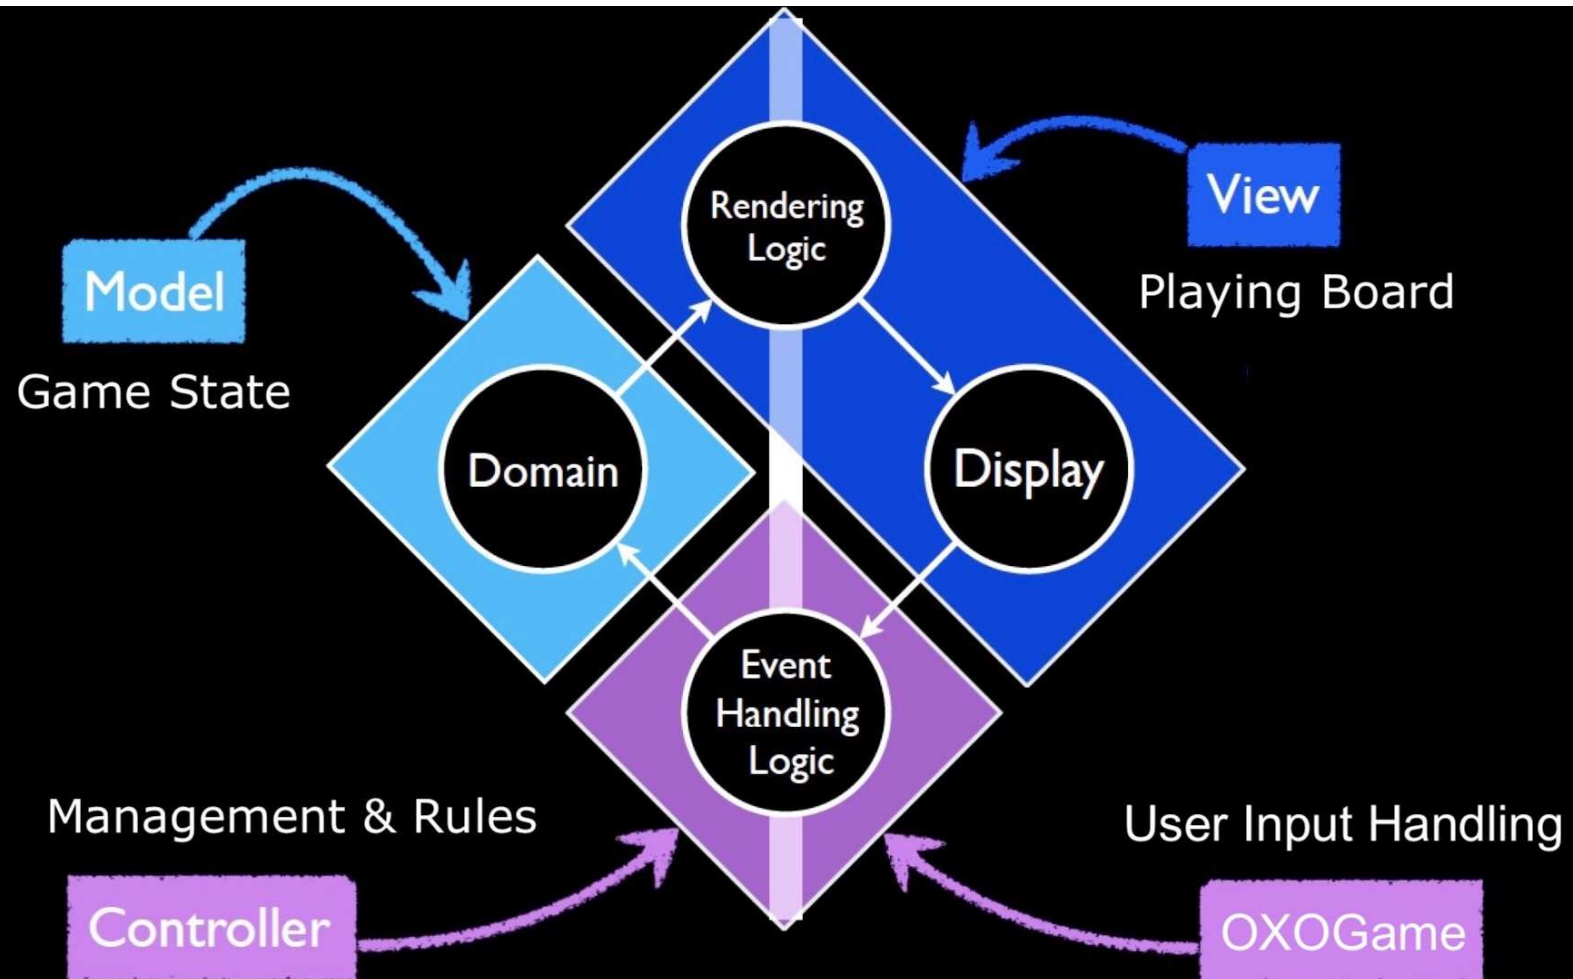 Rendering
Logic
View
Playing Board
Model
Game State
Domain
Display
Event
Handling
Logic
Management & Rules
User Input Handling
Controller
OXOGame